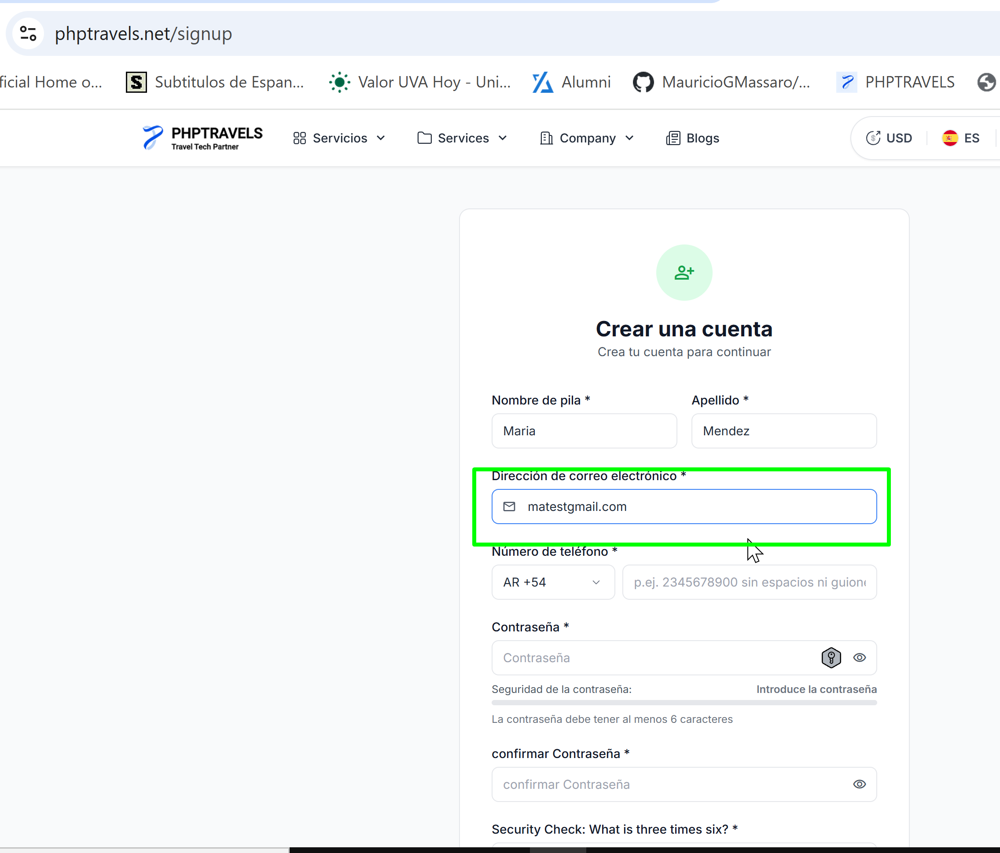 phptravels.net/signup
ficial Home o...
Subtitulos de Espan...
Valor UVA Hoy - Uni...
Alumni
MauricioGMassaro/...
PHPTRAVELS
PHPTRAVELS
Travel Tech Partner
Servicios
Services
Company
Blogs
USD
ES
Crear una cuenta
Crea tu cuenta para continuar
Nombre de pila *
Apellido *
Maria
Mendez
Dirección de correo electrónico *
matestgmail.com
Número de teléfono *
AR +54
p.ej. 2345678900 sin espacios ni guione
Contraseña *
Contraseña
Seguridad de la contraseña:
Introduce la contraseña
La contraseña debe tener al menos 6 caracteres
confirmar Contraseña *
confirmar Contraseña
Security Check: What is three times six? *